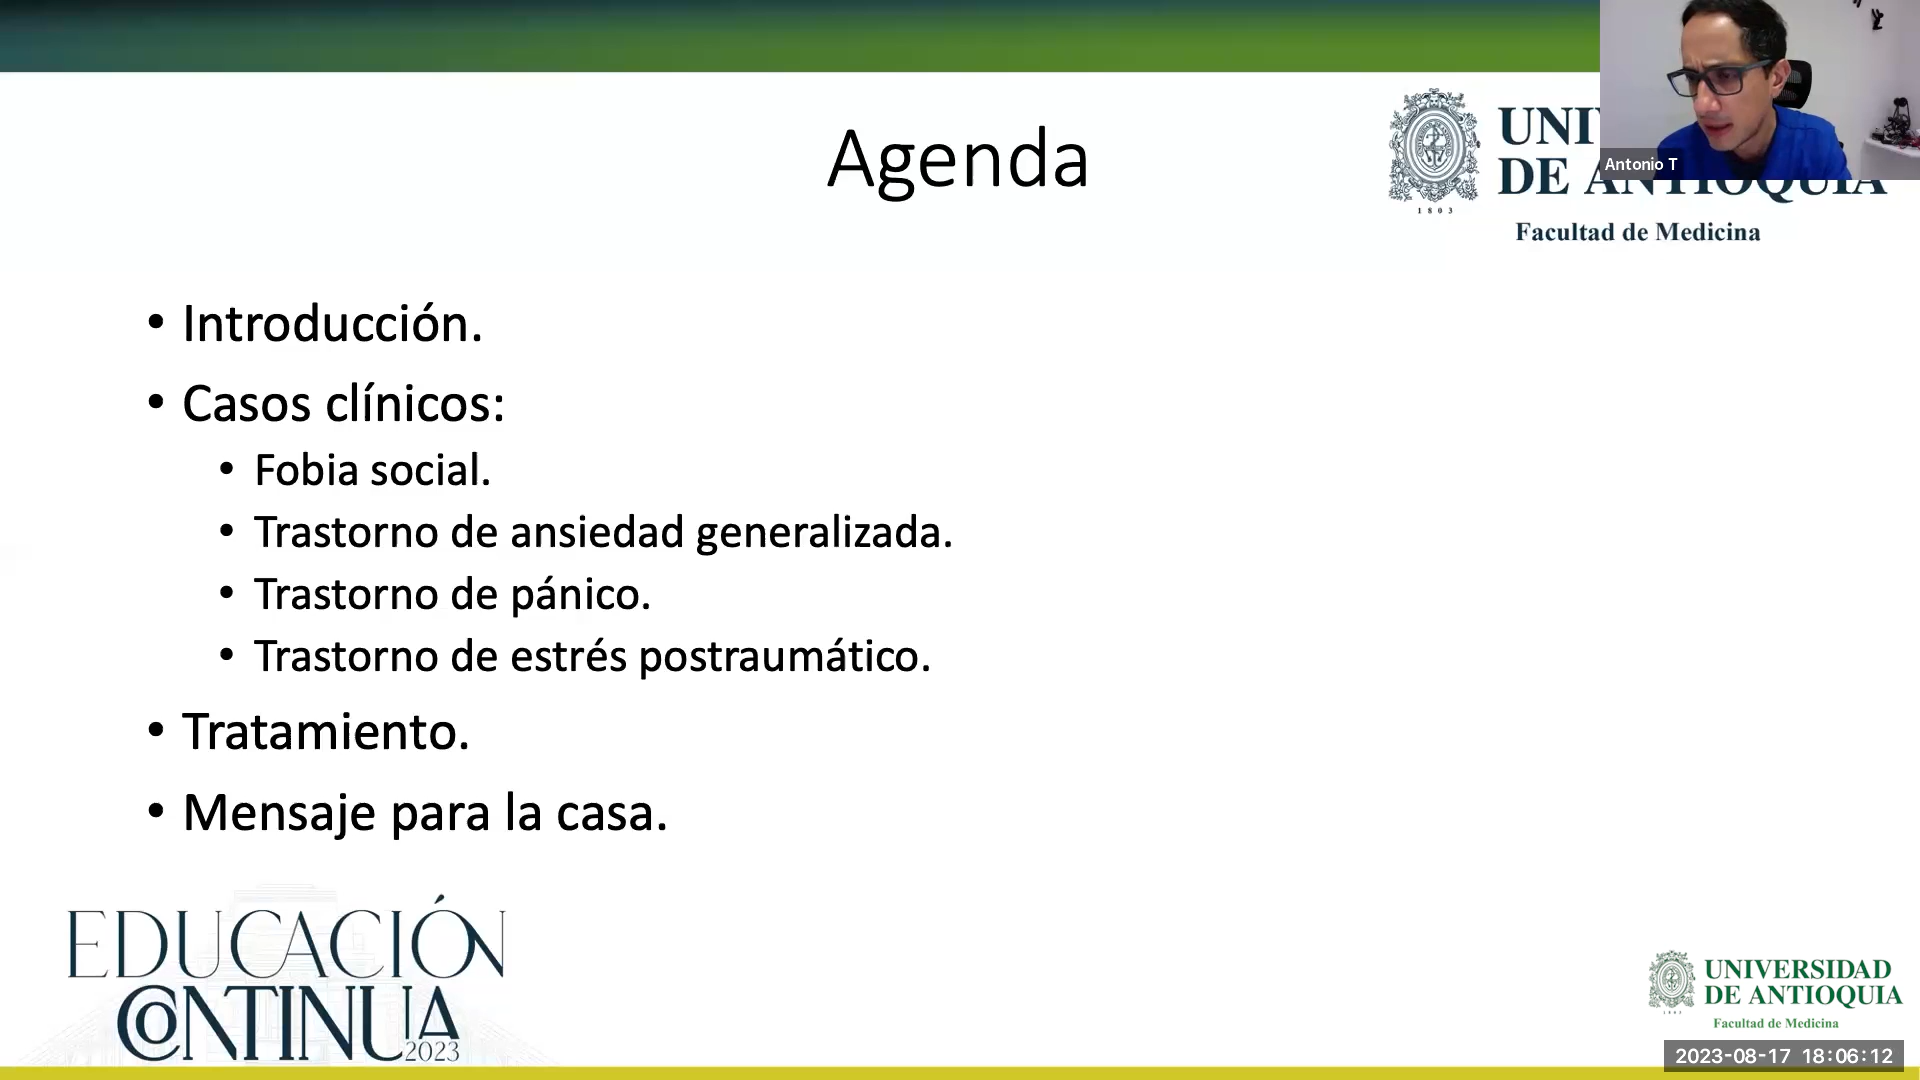 Agenda
UNI
DE ANTIOQUIA
1803
Facultad de Medicina
Antonio T
• Introducción.
• Casos clínicos:
• Fobia social.
• Trastorno de ansiedad generalizada.
• Trastorno de pánico.
• Trastorno de estrés postraumático.
• Tratamiento.
• Mensaje para la casa.
EDUCACIÓN
CONTINUA
2023
UNIVERSIDAD
DE ANTIOQUIA
Facultad de Medicina
2023-08-17 18:06:12